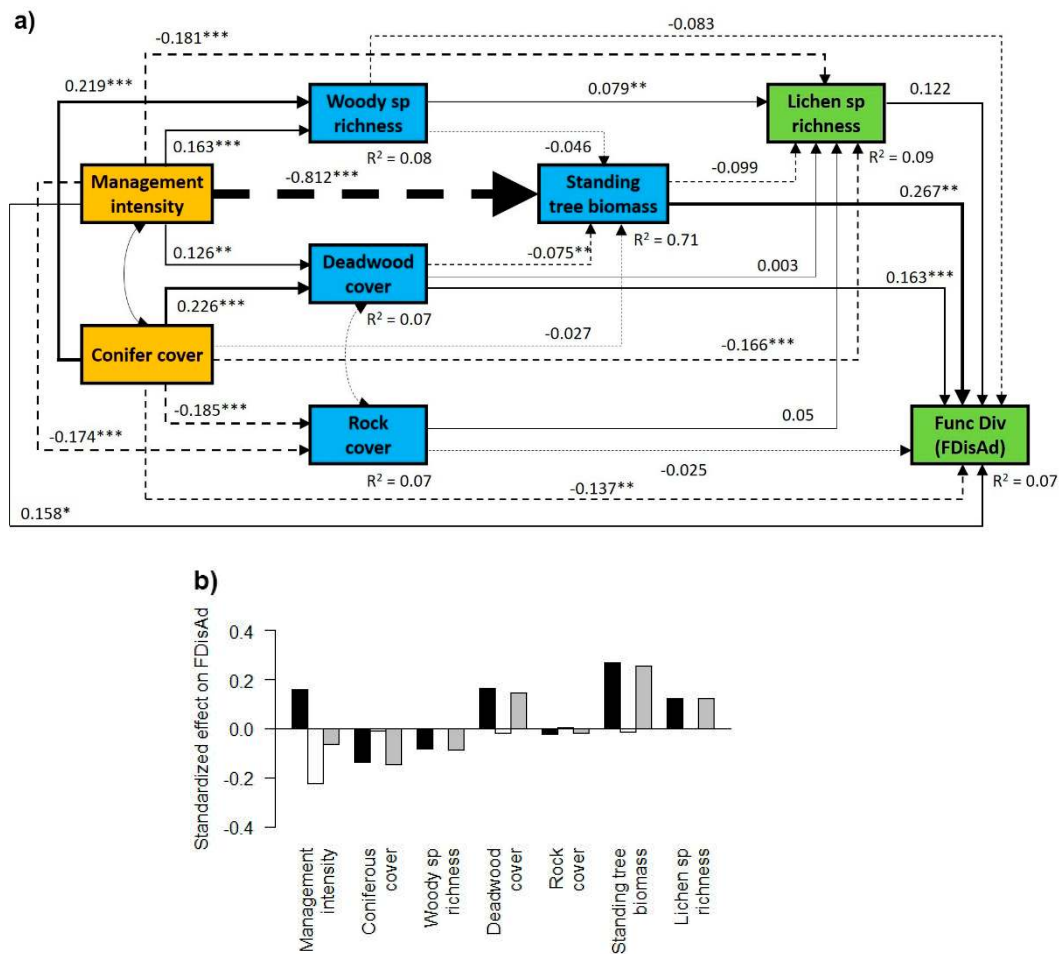 a)
-0.083
-0.181***
0.219***
Woody sp
richness
0.079**
Lichen sp
richness
0.122
0.163***
R² = 0.08
-0.046
R² = 0.09
Management
intensity
-0.812***
Standing
tree biomass
-0.099
0.267**
R² = 0.71
0.126**
Deadwood
cover
-0.075**
0.003
0.163***
0.226***
R² = 0.07
-0.027
Conifer cover
-0.166***
-0.185***
Rock
cover
0.05
Func Div
(FDisAd)
-0.174***
-0.025
R² = 0.07
-0.137**
R² = 0.07
0.158*
b)
Standardized effect on FDisAd
0.4
0.2
0.0
-0.2
-0.4
Management
intensity
Coniferous
cover
Woody sp
richness
Deadwood
cover
Rock
cover
Standing tree
biomass
Lichen sp
richness